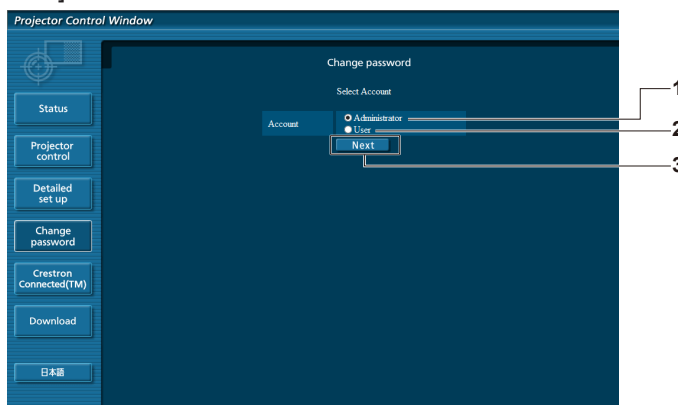 Projector Control Window
Change password
Select Account
Account
Administrator
User
Next
1
2
3
Status
Projector
control
Detailed
set up
Change
password
Crestron
Connected(TM)
Download
日本語